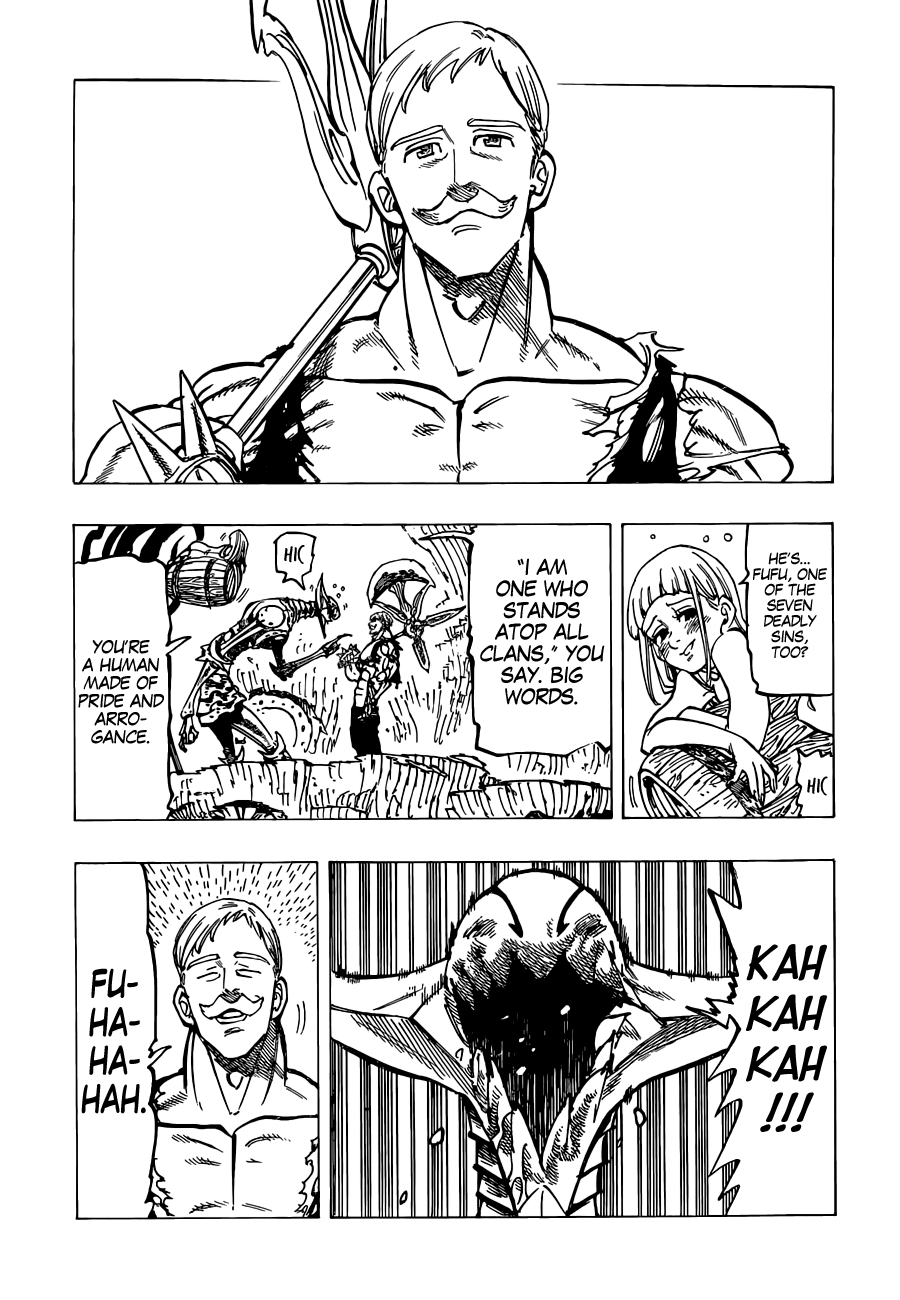 HE'S...
FUFU, ONE
OF THE
SEVEN
DEADLY
SINS,
TOO?
HIC
"I AM
ONE WHO
STANDS
ATOP ALL
CLANS," YOU
SAY. BIG
WORDS.
HIC
YOU'RE
A HUMAN
MADE OF
PRIDE AND
ARRO-
GANCE.
KAH
KAH
KAH
!!!
FU-
HA-
HA-
HAH.